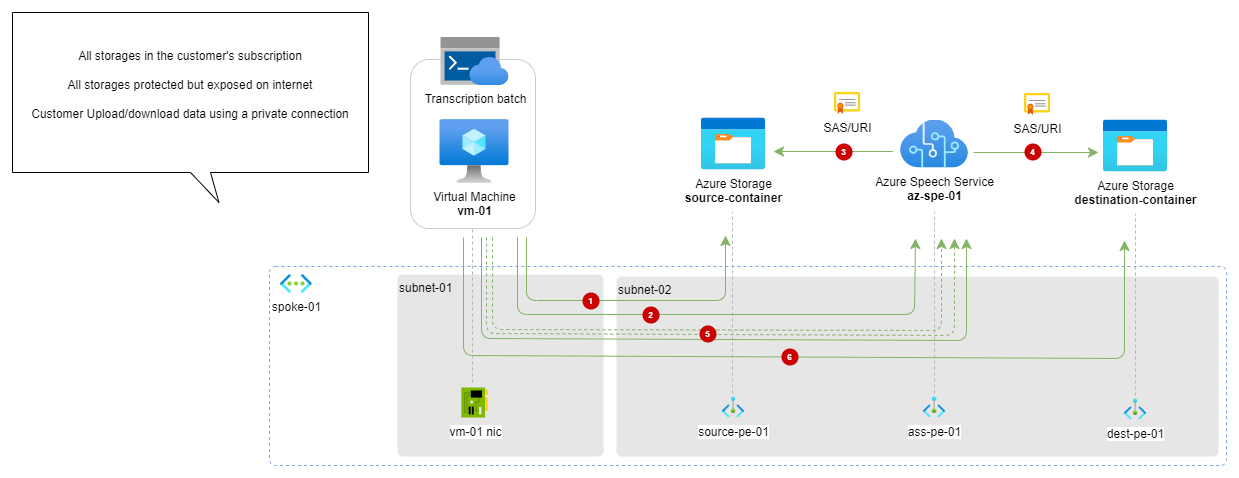 All storages in the customer's subscription
All storages protected but exposed on internet
Customer Upload/download data using a private connection
Transcription batch
Virtual Machine
vm-01
SAS/URI
SAS/URI
3
4
Azure Storage
source-container
Azure Speech Service
az-spe-01
Azure Storage
destination-container
spoke-01
subnet-01
subnet-02
1
2
5
6
vm-01 nic
source-pe-01
ass-pe-01
dest-pe-01